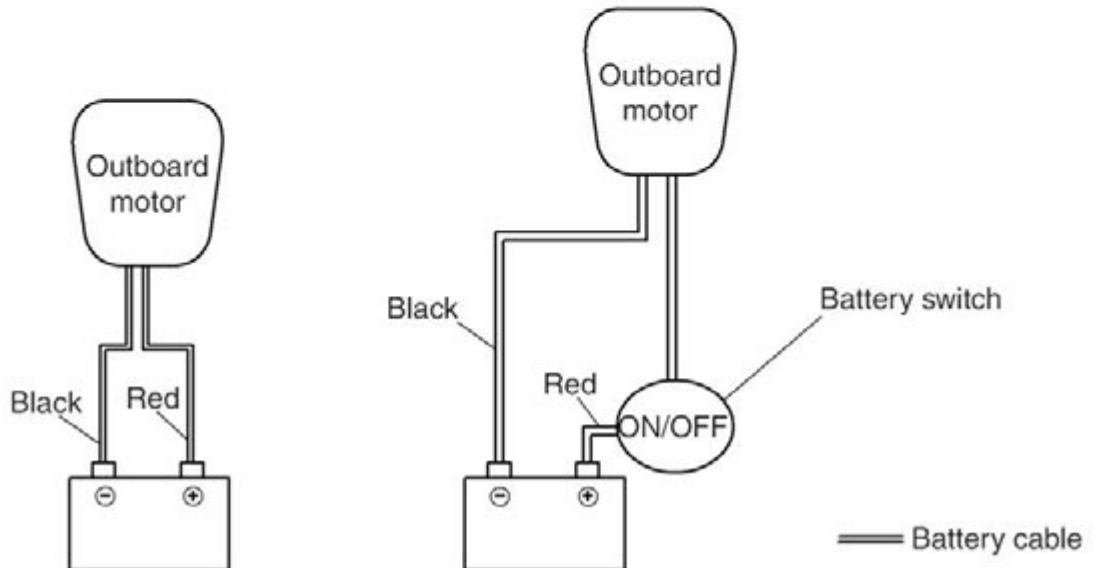 Outboard
motor
Black
Red
⊖
⊕
Outboard
motor
Black
Battery switch
Red
ON/OFF
⊖
⊕
Battery cable